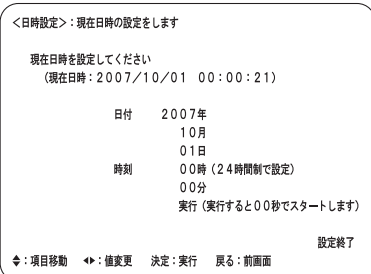 <日時設定>：現在日時の設定をします
現在日時を設定してください
（現在日時：２００７／１０／０１　００：００：２１）
日付　２００７年
１０月
０１日
時刻　００時（２４時間制で設定）
００分
実行（実行すると００秒でスタートします）
設定終了
◆：項目移動　◀▶：値変更　決定：実行　戻る：前画面